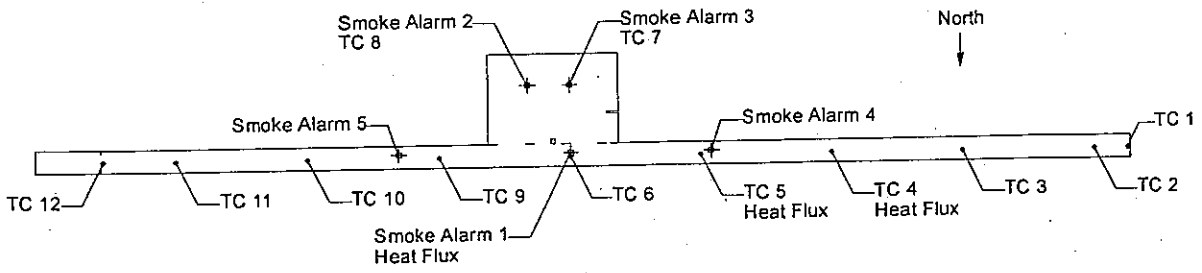 Smoke Alarm 2
TC 8
Smoke Alarm 3
TC 7
North
Smoke Alarm 5
Smoke Alarm 4
TC 1
TC 12
TC 11
TC 10
TC 9
TC 6
TC 5
Heat Flux
TC 4
Heat Flux
TC 3
TC 2
Smoke Alarm 1
Heat Flux